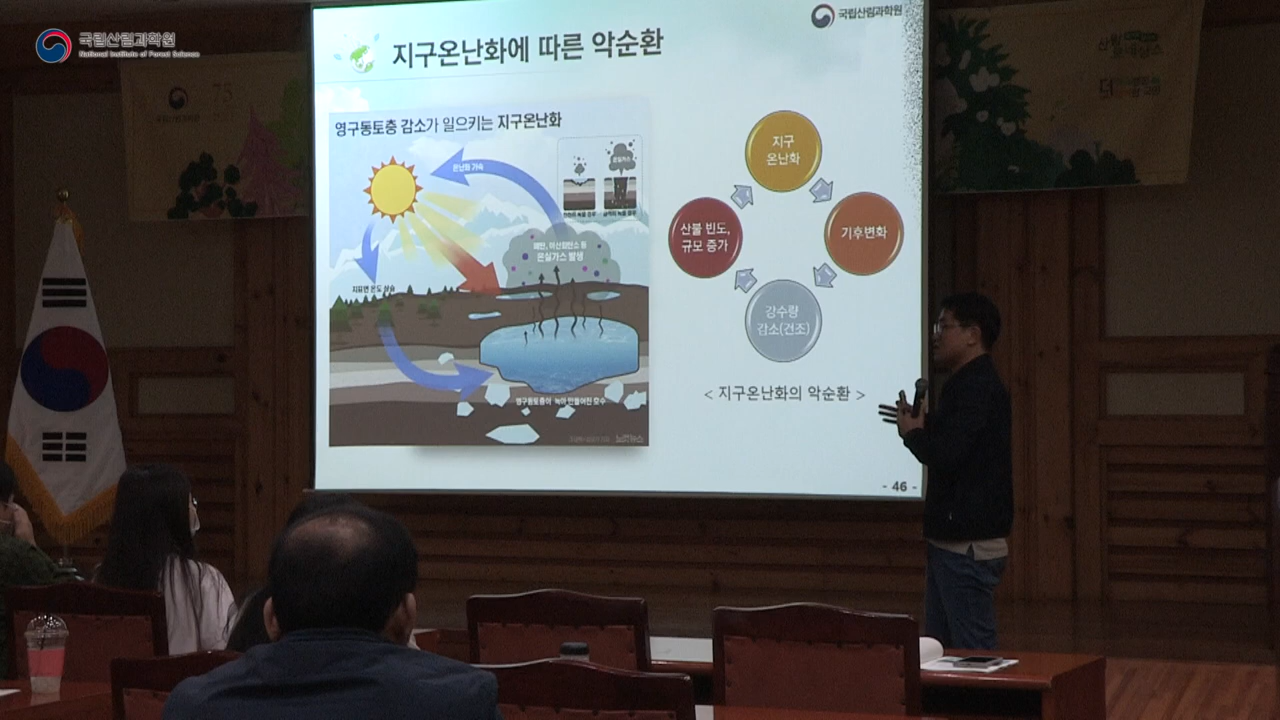 국립산림과학원
National Institute of Forest Science
국립산림과학원
지구온난화에 따른 악순환
영구동토층 감소가 일으키는 지구온난화
온난화 가속
온실가스
메탄, 이산화탄소 등
온실가스 발생
지표면 온도 상승
영구동토층이 녹아 만들어진 호수
지구
온난화
산불 빈도,
규모 증가
기후변화
강수량
감소(건조)
< 지구온난화의 악순환 >
- 46 -